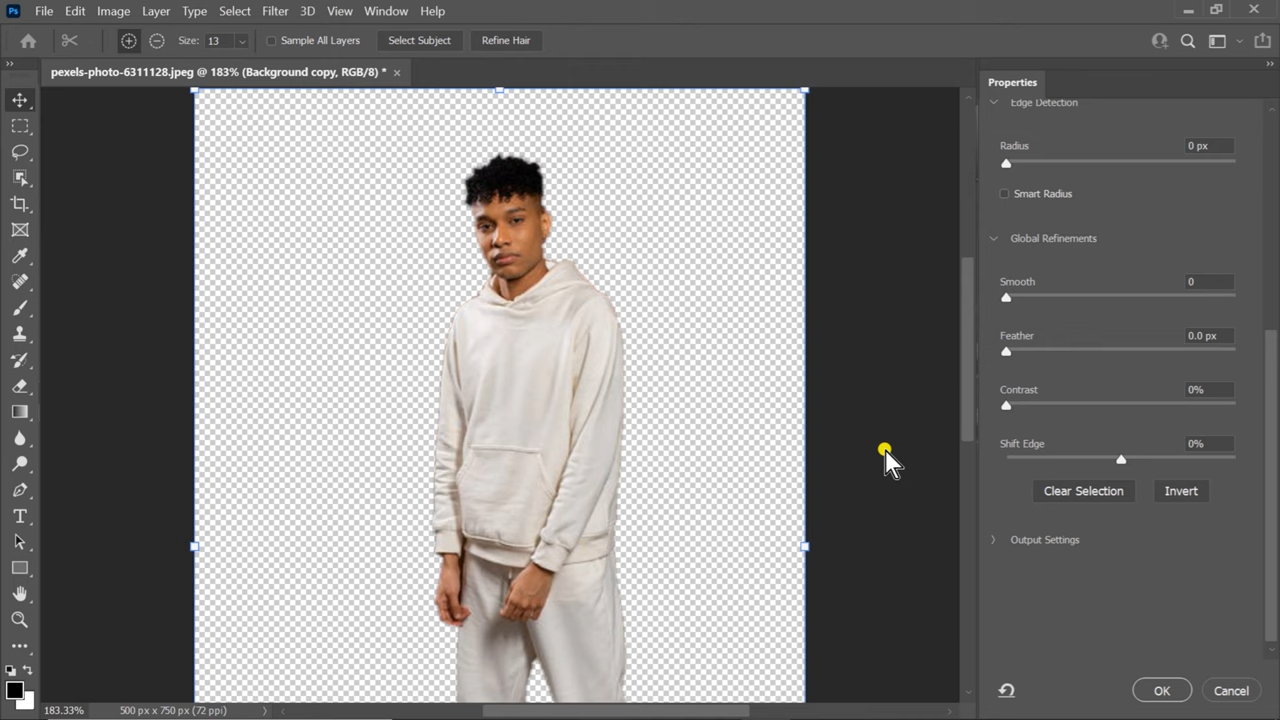 Ps File Edit Image Layer Type Select Filter 3D View Window Help
Size: 13 Sample All Layers Select Subject Refine Hair
pexels-photo-6311128.jpeg @ 183% (Background copy, RGB/8) * ×
Properties
Edge Detection
Radius 0 px
Smart Radius
Global Refinements
Smooth 0
Feather 0.0 px
Contrast 0%
Shift Edge 0%
Clear Selection Invert
Output Settings
OK Cancel
183.33% 500 px x 750 px (72 ppi)